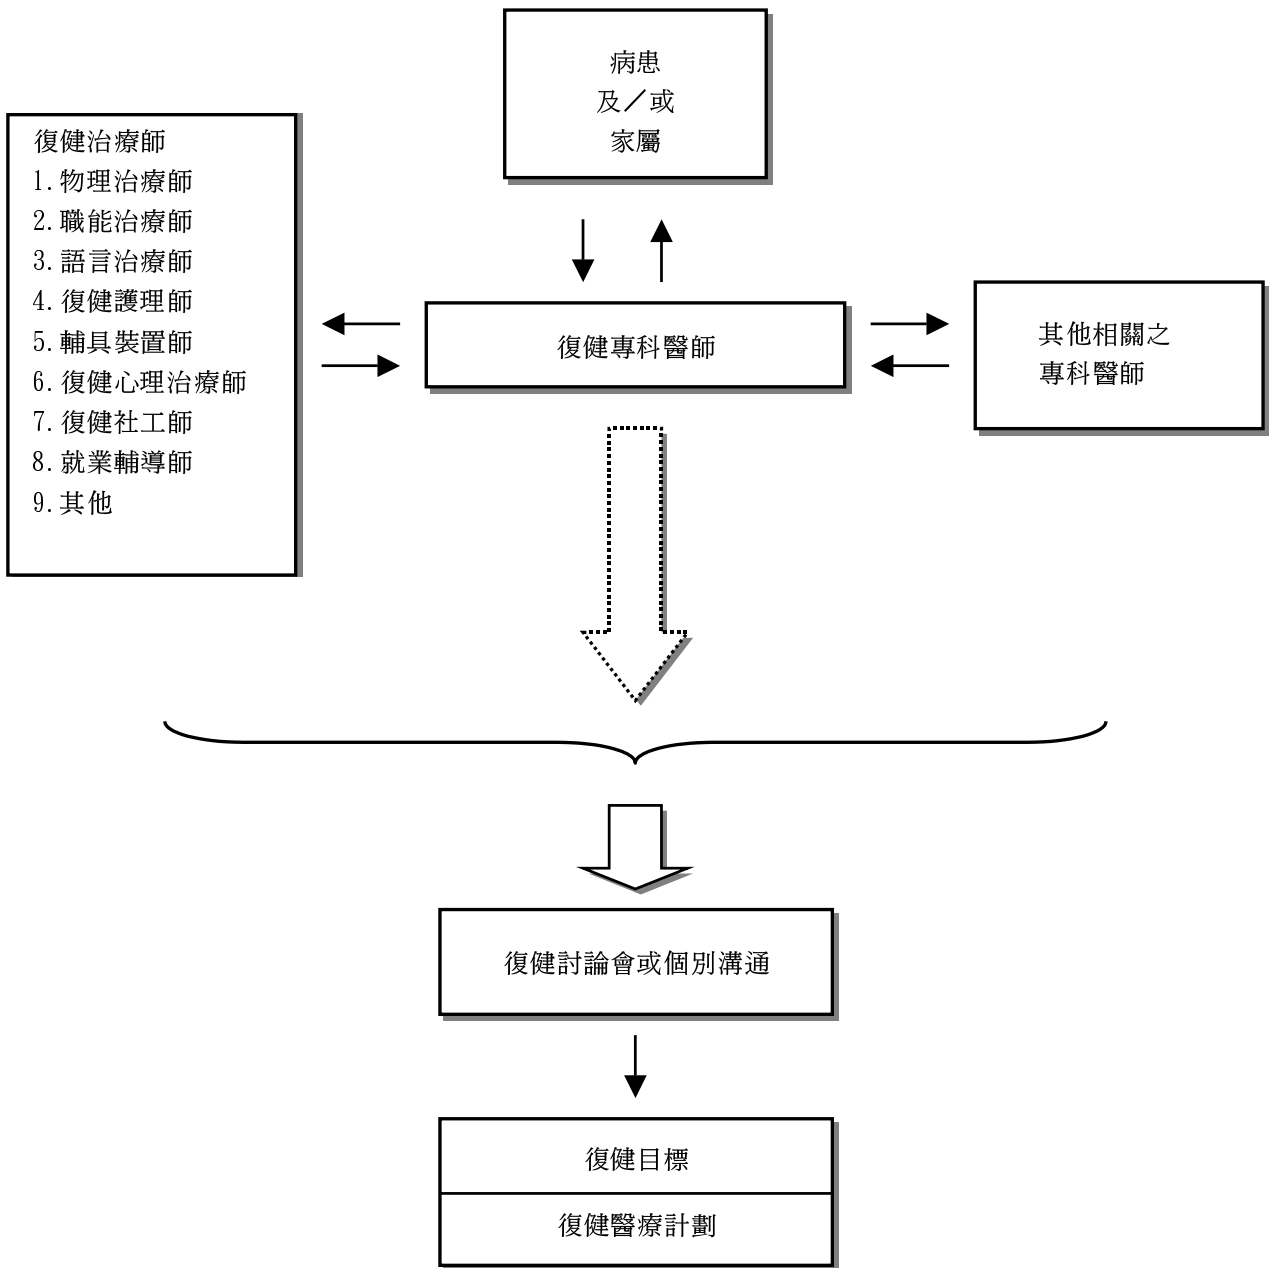 病患
及／或
家屬
復健治療師
1.物理治療師
2.職能治療師
3.語言治療師
4.復健護理師
5.輔具裝置師
6.復健心理治療師
7.復健社工師
8.就業輔導師
9.其他
復健專科醫師
其他相關之
專科醫師
復健討論會或個別溝通
復健目標
復健醫療計劃